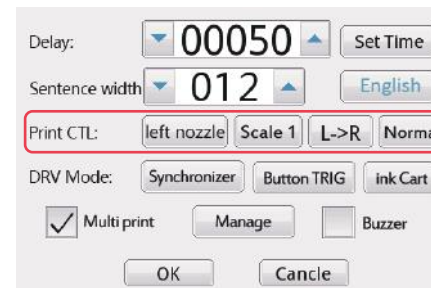 Delay: 00050 Set Time
Sentence width 012 English
Print CTL: left nozzle Scale 1 L->R Norma
DRV Mode: Synchronizer Button TRIG ink Cart
Multi print Manage Buzzer
OK Cancle